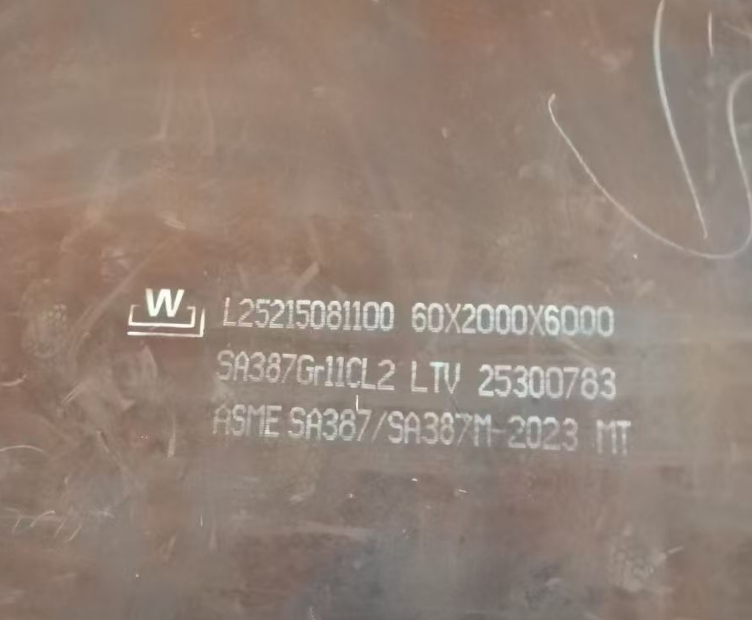 W L25215081100 60X2000X6000
SA387Gr11CL2 LTV 25300783
ASME SA387/SA387M-2023 MT